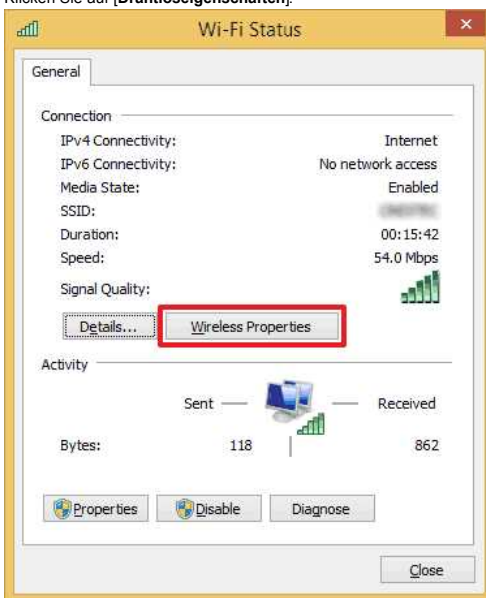 Klicken Sie auf [Drahtloseigenschaften].
Wi-Fi Status
General
Connection
IPv4 Connectivity: Internet
IPv6 Connectivity: No network access
Media State: Enabled
SSID:
Duration: 00:15:42
Speed: 54.0 Mbps
Signal Quality:
Details... Wireless Properties
Activity
Sent Received
Bytes: 118 862
Properties Disable Diagnose
Close